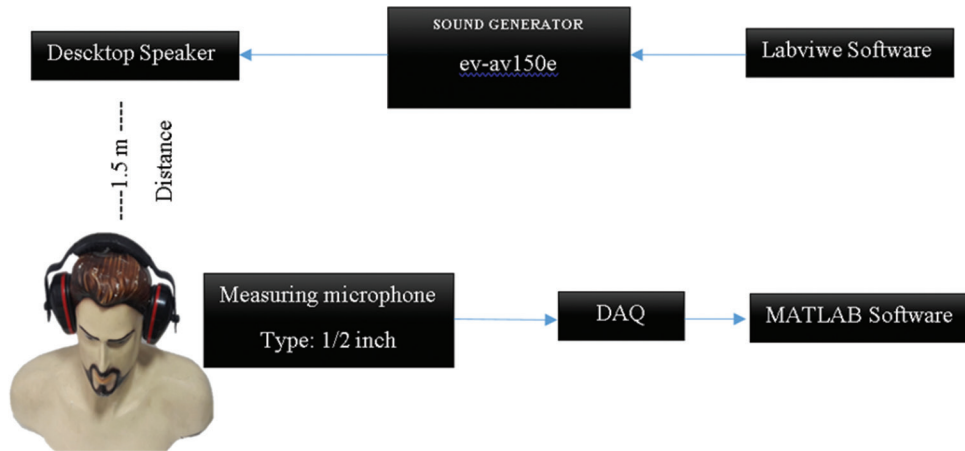 Descktop Speaker
SOUND GENERATOR
ev-av150e
Labviwe Software
----1.5 m ----
Distance
Measuring microphone
Type: 1/2 inch
DAQ
MATLAB Software